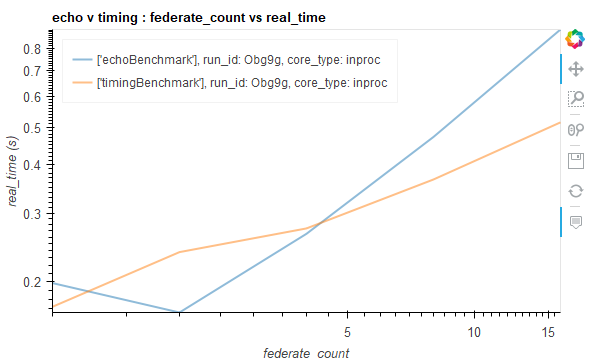 echo v timing : federate_count vs real_time
['echoBenchmark'], run_id: Obg9g, core_type: inproc
['timingBenchmark'], run_id: Obg9g, core_type: inproc
real_time (s)
0.8
0.7
0.6
0.5
0.4
0.3
0.2
5
10
15
federate_count